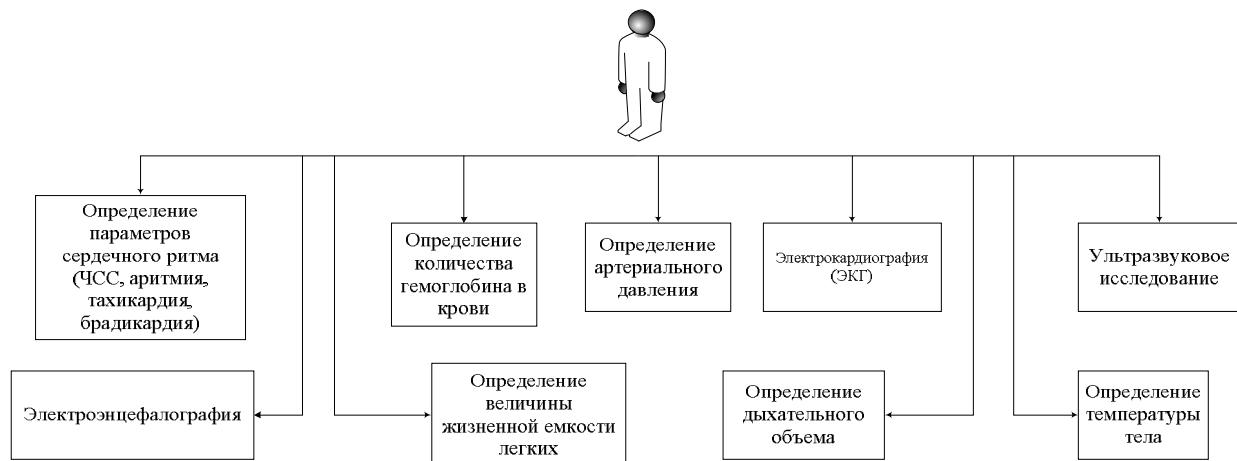 Определение
параметров
сердечного ритма
(ЧСС, аритмия,
тахикардия,
брадикардия)
Определение
количества
гемоглобина в
крови
Определение
артериального
давления
Электрокардиография
(ЭКГ)
Ультразвуковое
исследование
Электроэнцефалография
Определение
величины
жизненной емкости
легких
Определение
дыхательного
объема
Определение
температуры
тела